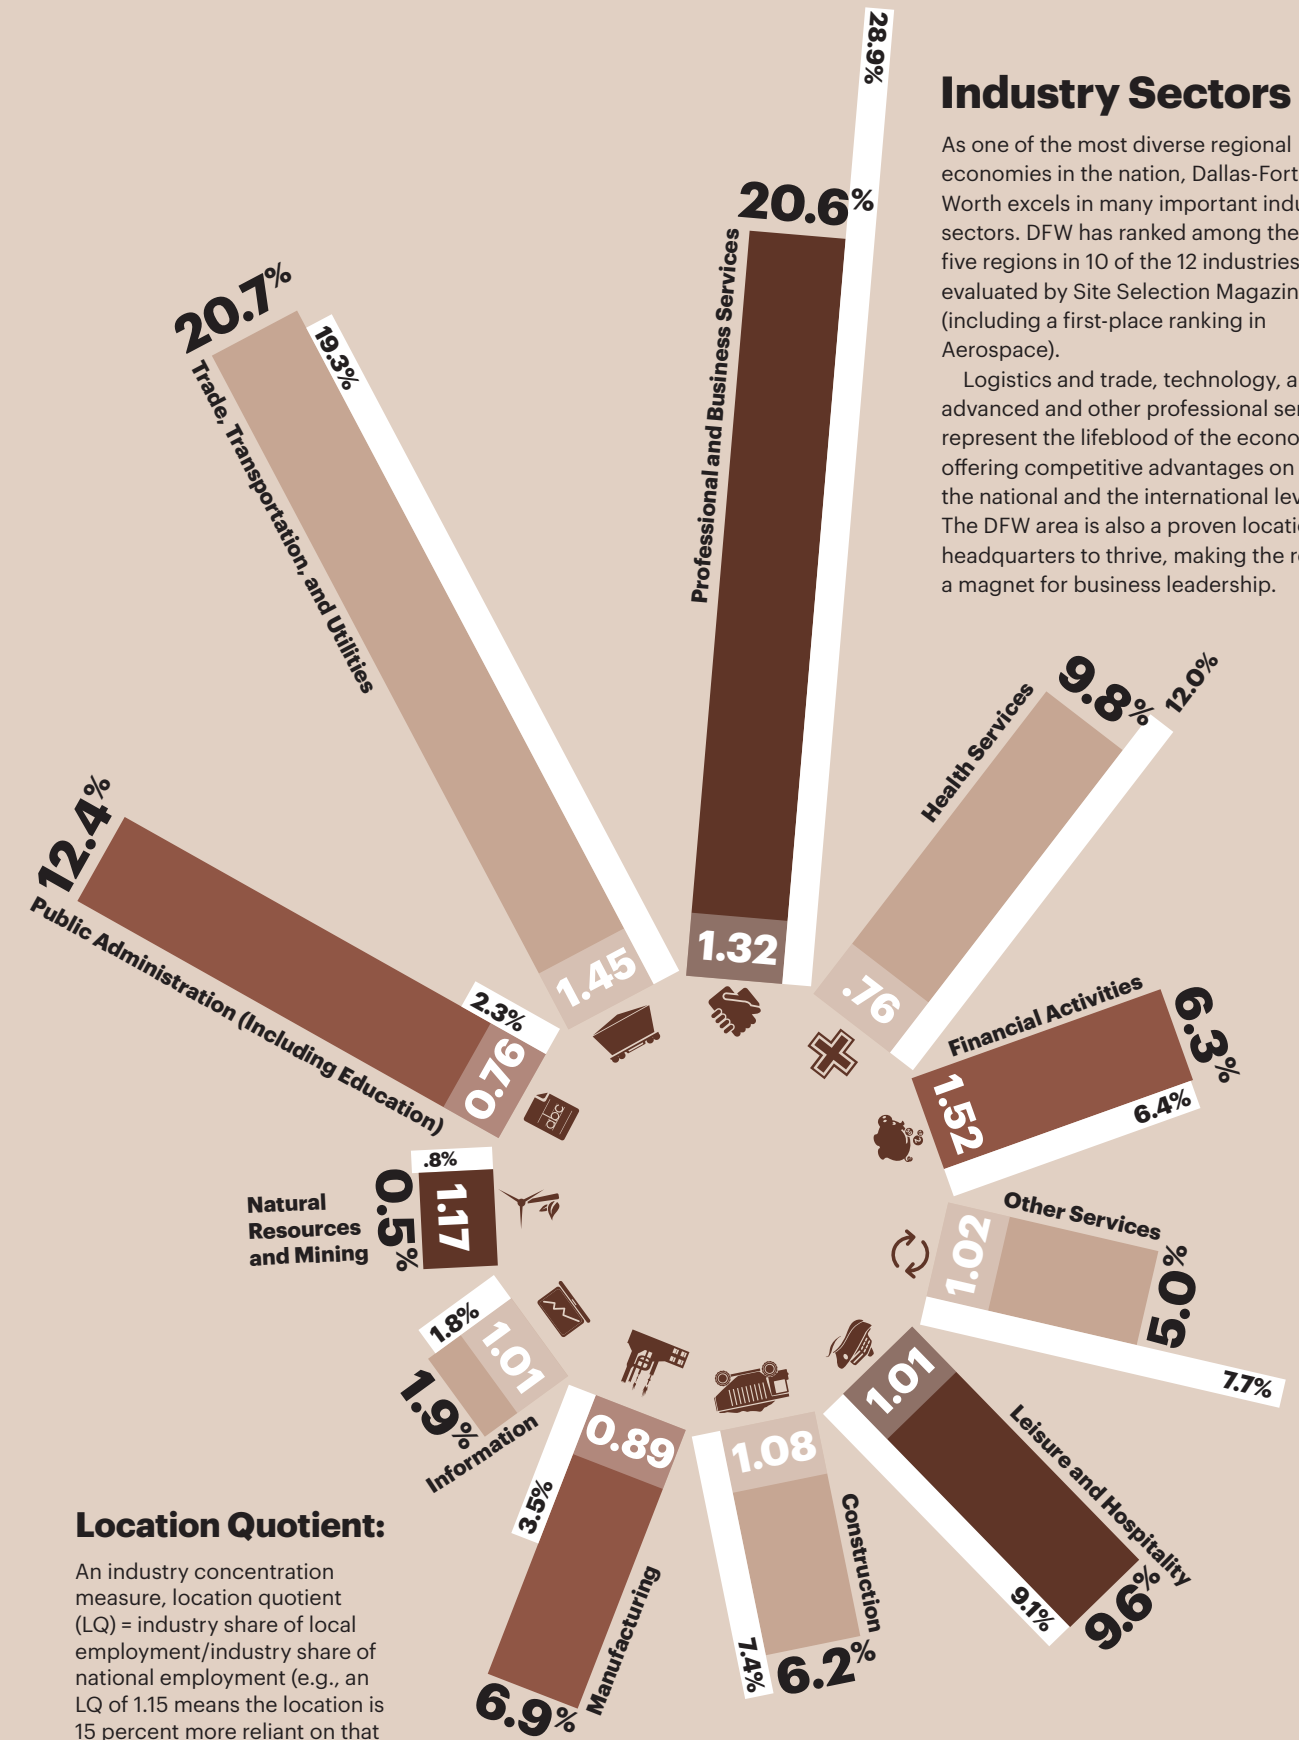 Industry Sectors
As one of the most diverse regional
economies in the nation, Dallas-Fort
Worth excels in many important
sectors. DFW has ranked among the
five regions in 10 of the 12 industries
evaluated by Site Selection
(including a first-place ranking in
Aerospace).
Logistics and trade, technology,
advanced and other professional
represent the lifeblood of the
offering competitive advantages on
the national and the international
The DFW area is also a proven
headquarters to thrive, making the
a magnet for business leadership.
28.9%
20.6%
Professional and Business Services
1.32
20.7%
19.3%
Trade, Transportation, and Utilities
1.45
12.4%
Public Administration (Including Education)
2.3%
0.76
abc
9.8%
12.0%
Health Services
.76
Financial Activities
6.3%
6.4%
1.52
Other Services
5.0%
7.7%
1.02
Leisure and Hospitality
9.6%
9.1%
1.01
Construction
6.2%
7.4%
1.08
Manufacturing
6.9%
3.5%
0.89
Information
1.9%
1.8%
1.01
Natural
Resources
and Mining
0.5%
.8%
1.17
Location Quotient:
An industry concentration
measure, location quotient
(LQ) = industry share of local
employment/industry share of
national employment (e.g., an
LQ of 1.15 means the location is
15 percent more reliant on that